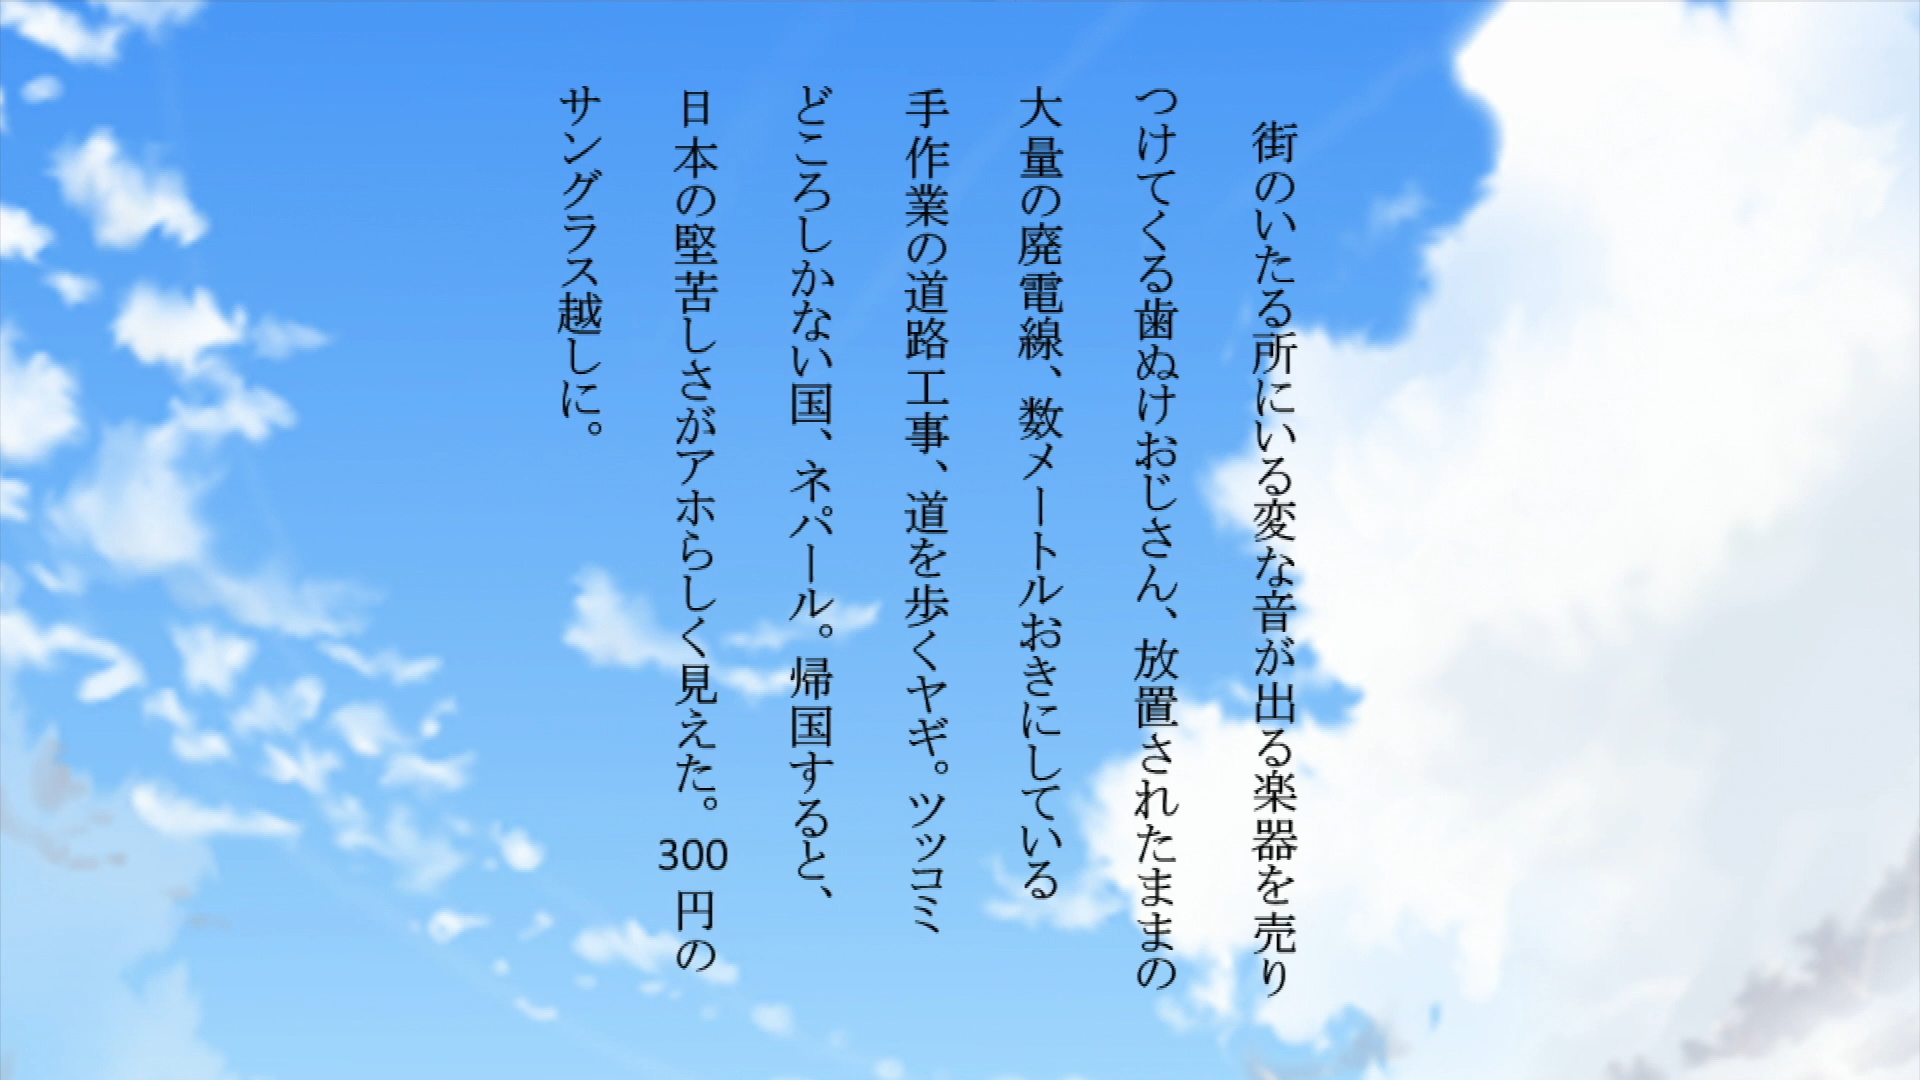 街のいたる所にいる変な音が出る楽器を売り
つけてくる歯ぬけおじさん、放置されたままの
大量の廃電線、数メートルおきにしている
手作業の道路工事、道を歩くヤギ。ツッコミ
どころしかない国、ネパール。帰国すると、
日本の堅苦しさがアホらしく見えた。300円の
サングラス越しに。